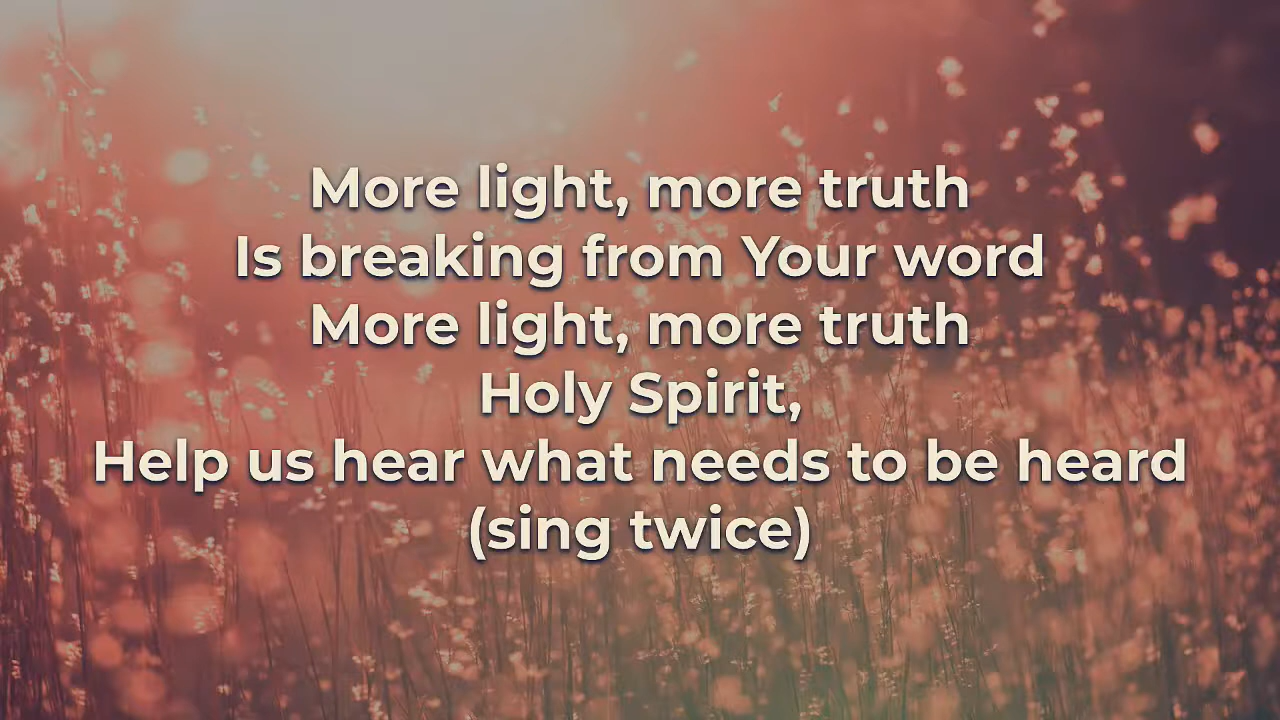 More light, more truth
Is breaking from Your word
More light, more truth
Holy Spirit,
Help us hear what needs to be heard
(sing twice)